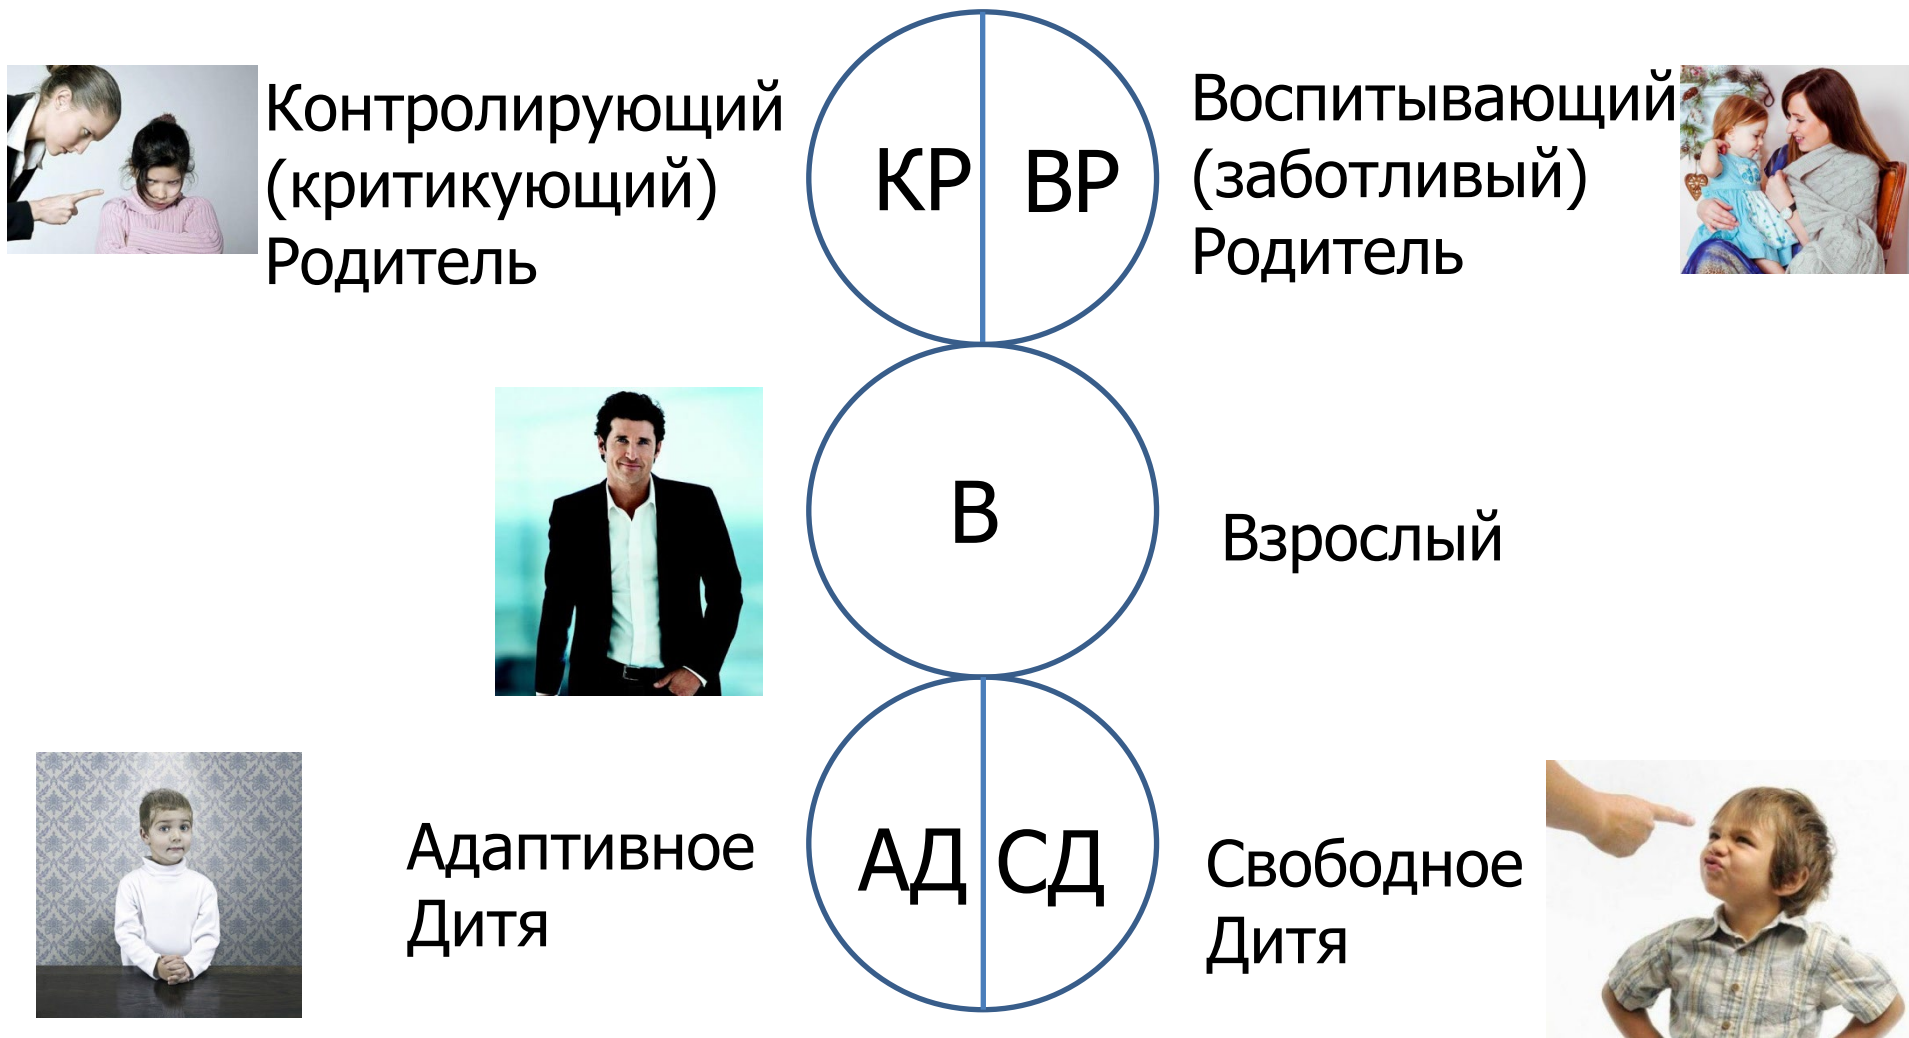 Контролирующий
(критикующий)
Родитель
КР
ВР
Воспитывающий
(заботливый)
Родитель
В
Взрослый
Адаптивное
Дитя
АД
СД
Свободное
Дитя